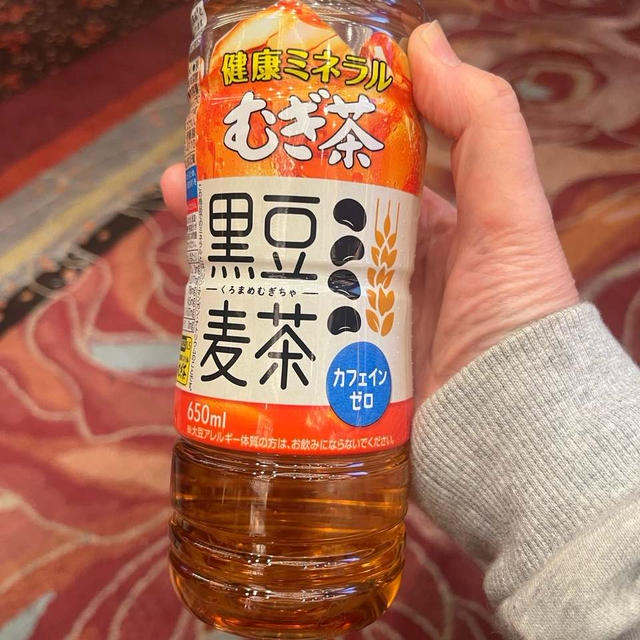 健康ミネラル
むぎ茶
黒豆
くろまめむぎちゃ
麦茶
カフェイン
ゼロ
650ml
※大豆アレルギー体質の方は、お飲みにならないでください。